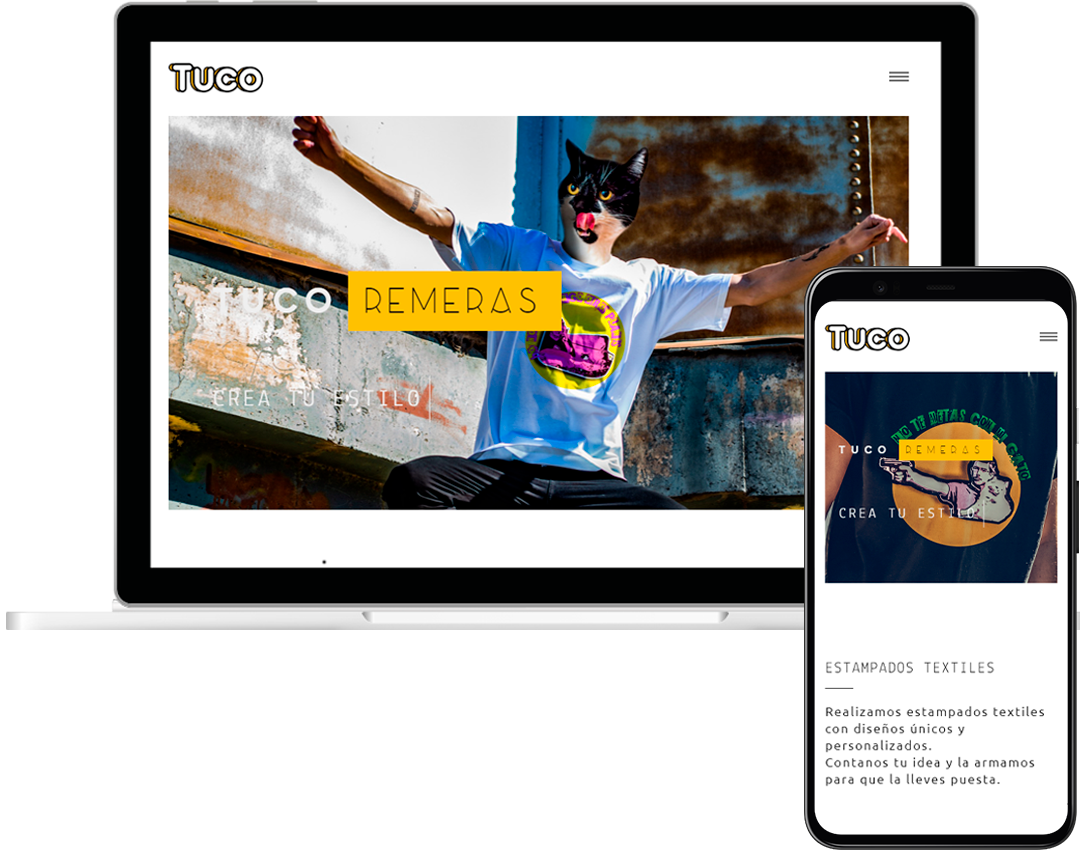 TUCO
TUCO REMERAS
CREA TU ESTILO
TUCO
NO TE METAS CON MI GATO
TUCO REMERAS
CREA TU ESTILO
ESTAMPADOS TEXTILES
Realizamos estampados textiles
con diseños únicos y
personalizados.
Contanos tu idea y la armamos
para que la lleves puesta.